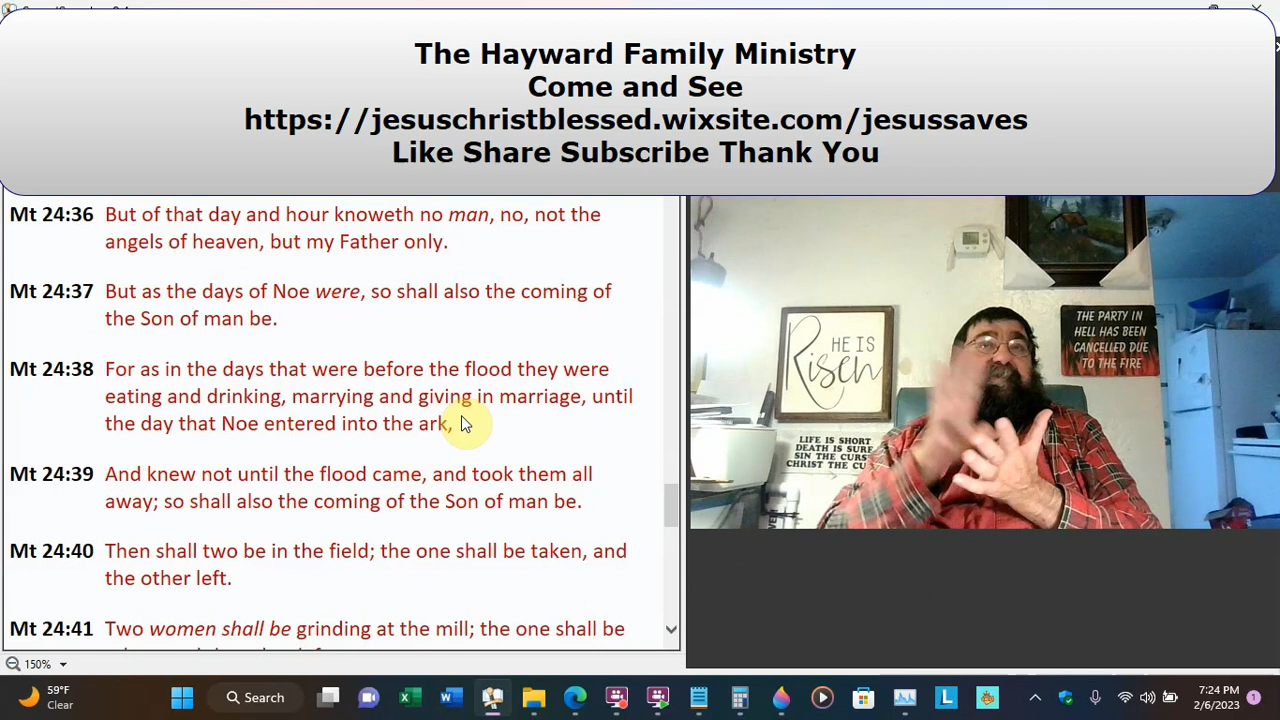 The Hayward Family Ministry
Come and See
https://jesuschristblessed.wixsite.com/jesussaves
Like Share Subscribe Thank You
Mt 24:36 But of that day and hour knoweth no man, no, not the
angels of heaven, but my Father only.
Mt 24:37 But as the days of Noe were, so shall also the coming of
the Son of man be.
Mt 24:38 For as in the days that were before the flood they were
eating and drinking, marrying and giving in marriage, until
the day that Noe entered into the ark,
Mt 24:39 And knew not until the flood came, and took them all
away; so shall also the coming of the Son of man be.
Mt 24:40 Then shall two be in the field; the one shall be taken, and
the other left.
Mt 24:41 Two women shall be grinding at the mill; the one shall be
HE IS
Risen
THE PARTY IN
HELL HAS BEEN
CANCELLED DUE
TO THE FIRE
LIFE IS SHORT
DEATH IS SURE
SIN THE CURS
CHRIST THE CU
150%
59°F
Clear
Search
7:24 PM
2/6/2023
1